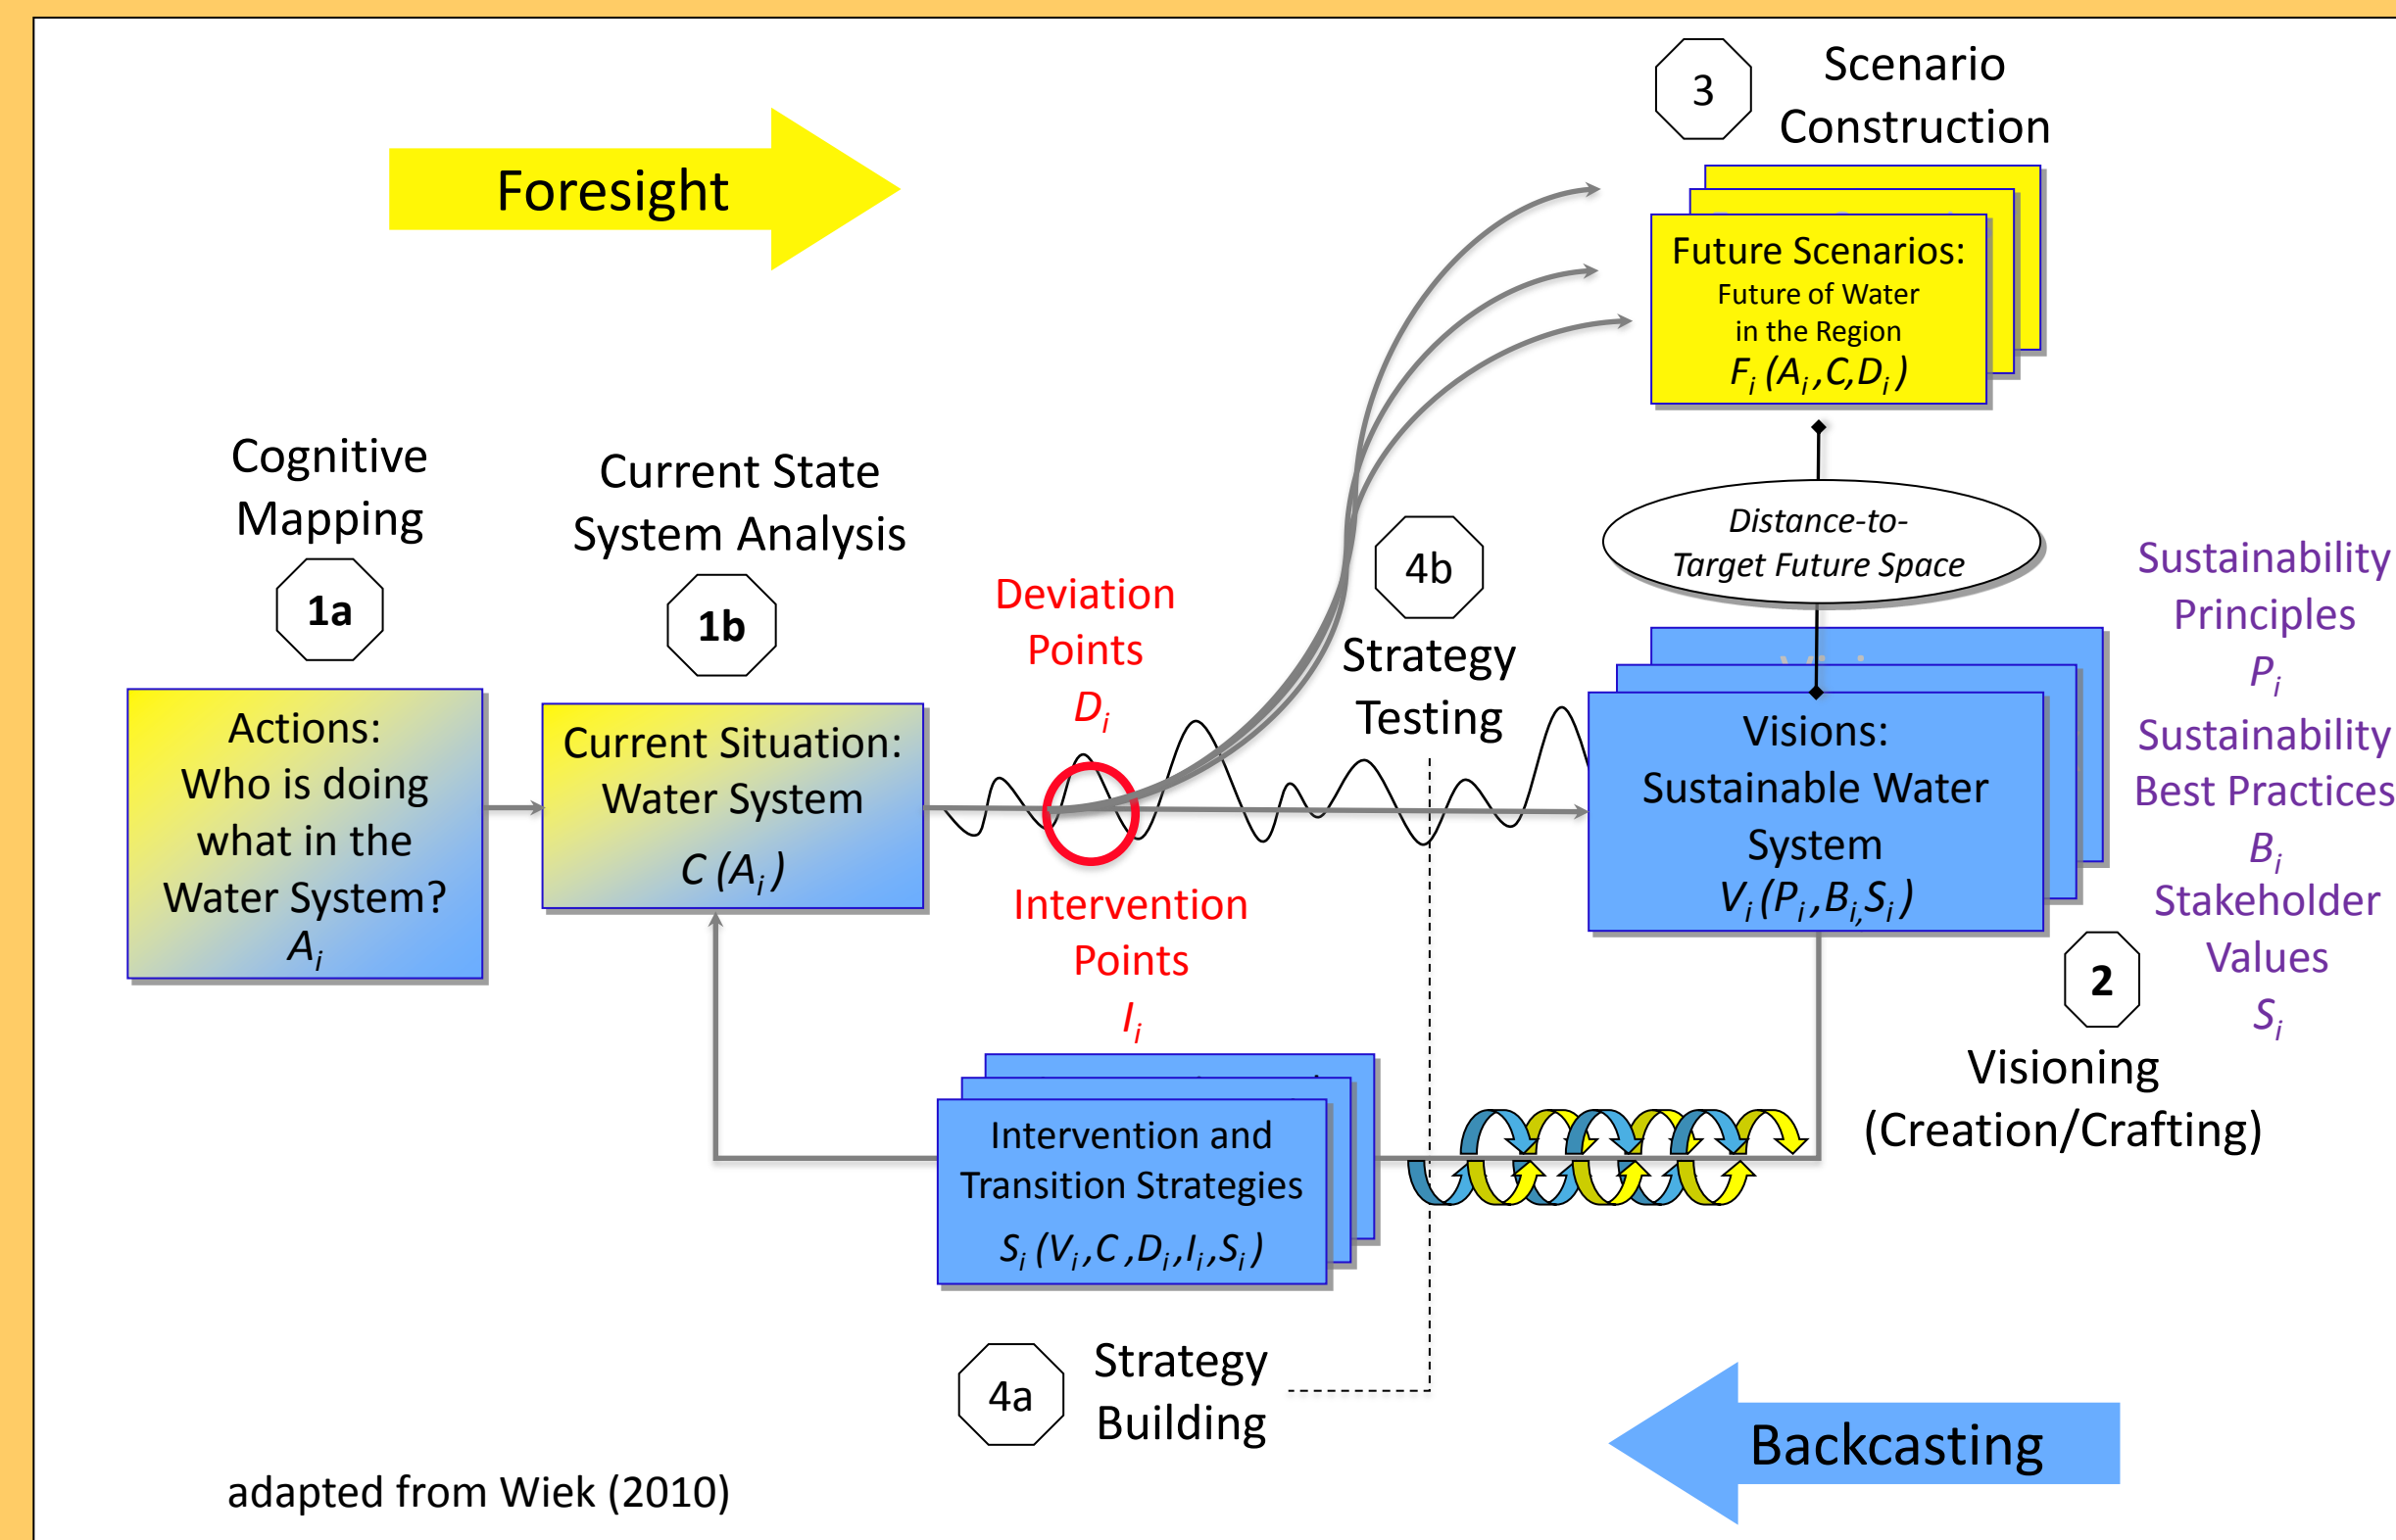 Foresight
3
Scenario
Construction
Future Scenarios:
Future of Water
in the Region
Fᵢ (Aᵢ,C,Dᵢ)
Cognitive
Mapping
1a
Current State
System Analysis
1b
Deviation
Points
Dᵢ
4b
Strategy
Testing
Distance-to-
Target Future Space
Sustainability
Principles
Pᵢ
Sustainability
Best Practices
Bᵢ
Stakeholder
Values
Sᵢ
Actions:
Who is doing
what in the
Water System?
Aᵢ
Current Situation:
Water System
C (Aᵢ)
Visions:
Sustainable Water
System
Vᵢ (Pᵢ,Bᵢ,Sᵢ)
Intervention
Points
Iᵢ
2
Visioning
(Creation/Crafting)
Intervention and
Transition Strategies
Sᵢ (Vᵢ,C,Dᵢ,Iᵢ,Sᵢ)
4a
Strategy
Building
Backcasting
adapted from Wiek (2010)